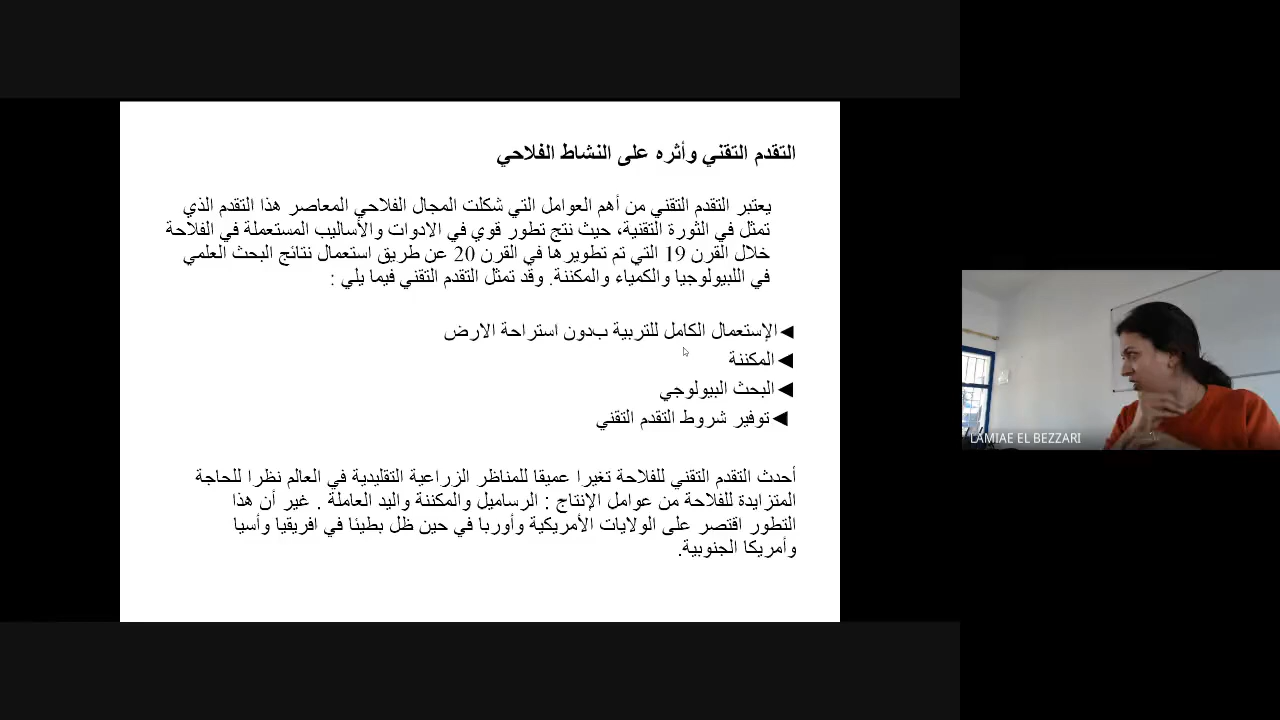 التقدم التقني وأثره على النشاط الفلاحي
يعتبر التقدم التقني من أهم العوامل التي شكلت المجال الفلاحي المعاصر هذا التقدم الذي
تمثل في الثورة التقنية، حيث نتج تطور قوي في الادوات والأساليب المستعملة في الفلاحة
خلال القرن 19 التي تم تطويرها في القرن 20 عن طريق استعمال نتائج البحث العلمي
في اللبيولوجيا والكمياء والمكننة. وقد تمثل التقدم التقني فيما يلي :
◄الإستعمال الكامل للتربية بدون استراحة الارض
◄المكننة
◄البحث البيولوجي
◄توفير شروط التقدم التقني
أحدث التقدم التقني للفلاحة تغيرا عميقا للمناظر الزراعية التقليدية في العالم نظرا للحاجة
المتزايدة للفلاحة من عوامل الإنتاج : الرساميل والمكننة واليد العاملة . غير أن هذا
التطور اقتصر على الولايات الأمريكية وأوربا في حين ظل بطيئا في افريقيا وأسيا
وأمريكا الجنوبية.
LAMIAE EL BEZZARI